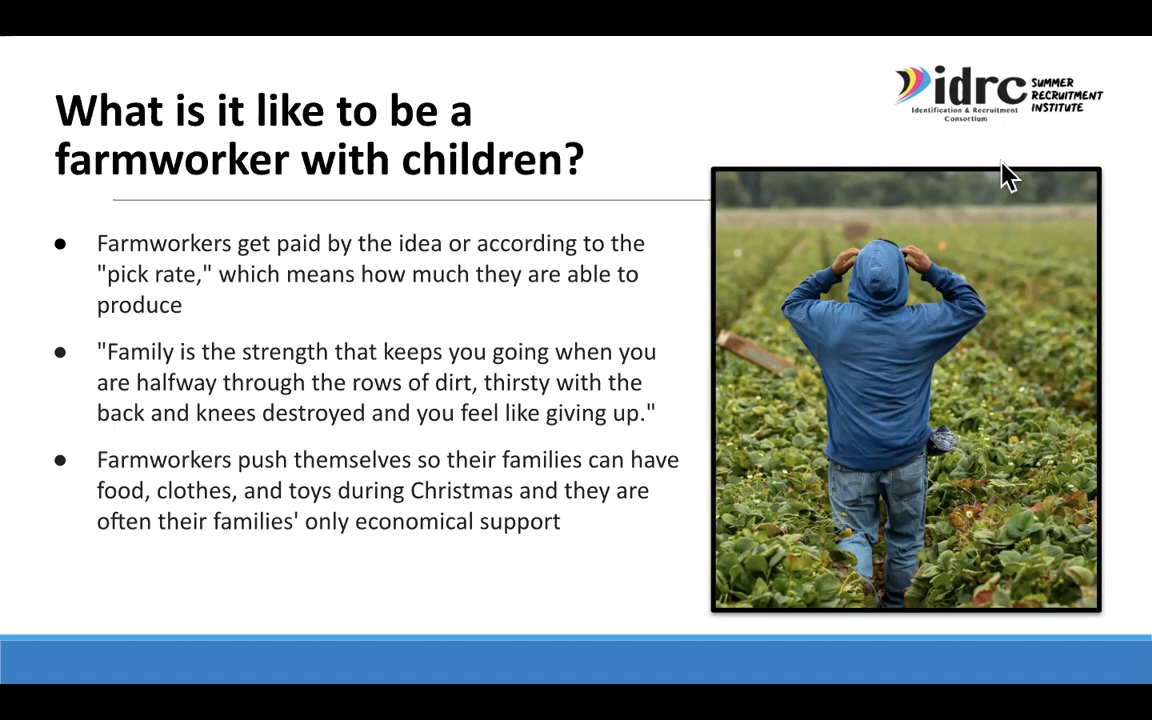 What is it like to be a
farmworker with children?
idrc
Identification & Recruitment
Consortium
SUMMER
RECRUITMENT
INSTITUTE
● Farmworkers get paid by the idea or according to the
"pick rate," which means how much they are able to
produce
● "Family is the strength that keeps you going when you
are halfway through the rows of dirt, thirsty with the
back and knees destroyed and you feel like giving up."
● Farmworkers push themselves so their families can have
food, clothes, and toys during Christmas and they are
often their families' only economical support